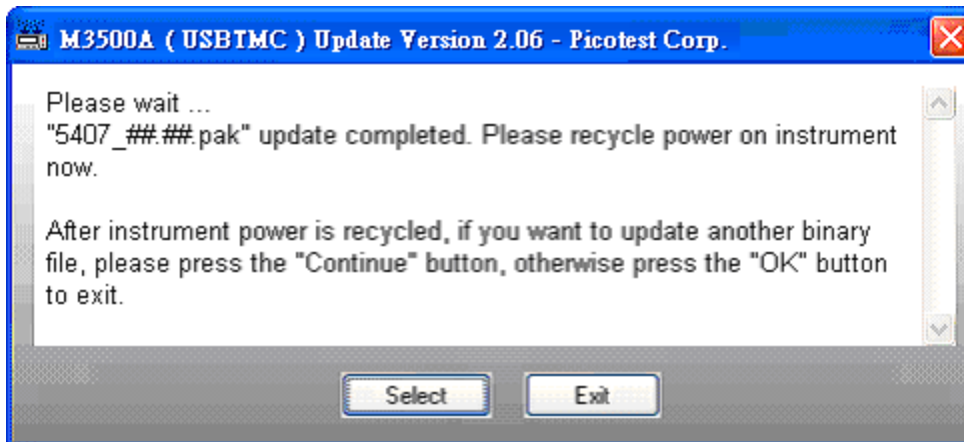 M3500A ( USBTMC ) Update Version 2.06 - Picotest Corp.
Please wait ...
"5407_##.##.pak" update completed. Please recycle power on instrument
now.
After instrument power is recycled, if you want to update another binary
file, please press the "Continue" button, otherwise press the "OK" button
to exit.
Select Exit